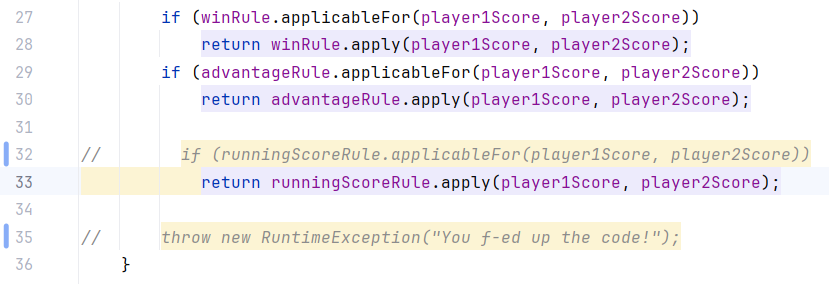 27 if (winRule.applicableFor(player1Score, player2Score))
28 return winRule.apply(player1Score, player2Score);
29 if (advantageRule.applicableFor(player1Score, player2Score))
30 return advantageRule.apply(player1Score, player2Score);
31
32 // if (runningScoreRule.applicableFor(player1Score, player2Score))
33 return runningScoreRule.apply(player1Score, player2Score);
34
35 // throw new RuntimeException("You f-ed up the code!");
36 }